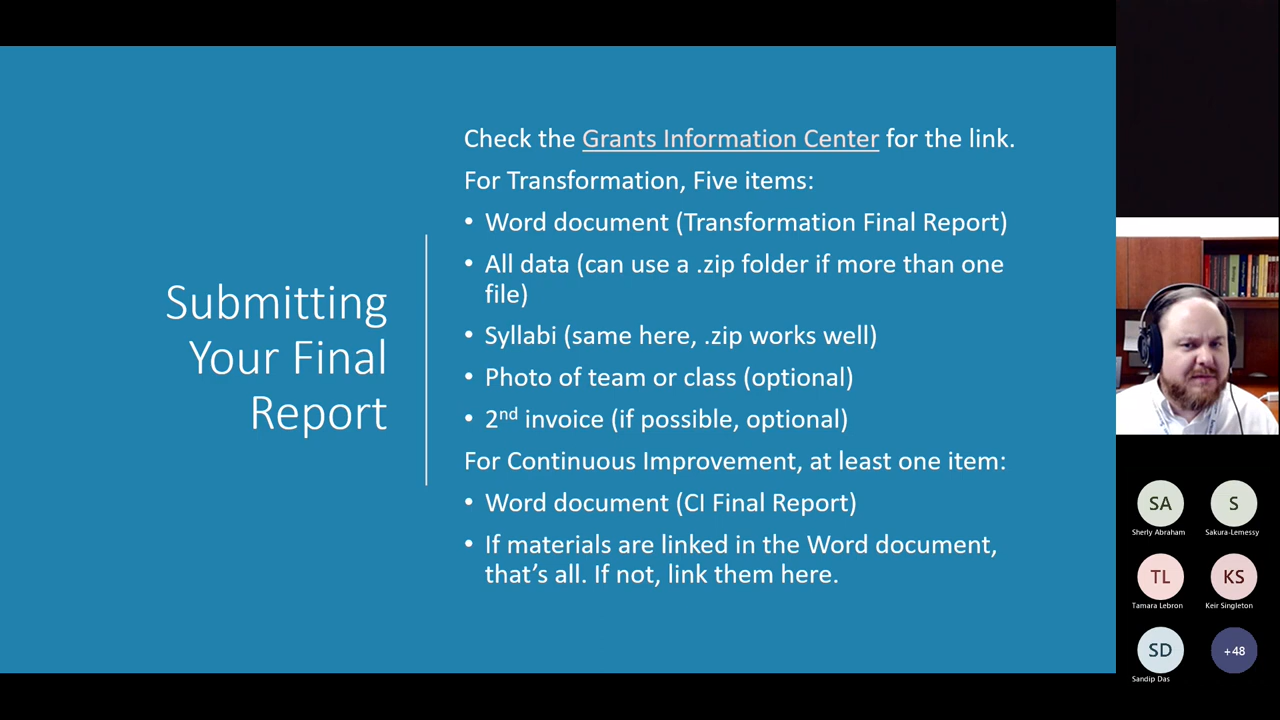 Submitting
Your Final
Report
Check the Grants Information Center for the link.
For Transformation, Five items:
• Word document (Transformation Final Report)
• All data (can use a .zip folder if more than one
file)
• Syllabi (same here, .zip works well)
• Photo of team or class (optional)
• 2nd invoice (if possible, optional)
For Continuous Improvement, at least one item:
• Word document (CI Final Report)
• If materials are linked in the Word document,
that’s all. If not, link them here.
SA
Sherly Abraham
S
Sakura-Lemessy
TL
Tamara Lebron
KS
Keir Singleton
SD
Sandip Das
+48